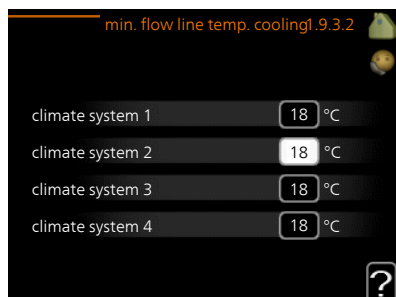 min. flow line temp. cooling1.9.3.2
climate system 1 18 °C
climate system 2 18 °C
climate system 3 18 °C
climate system 4 18 °C
?